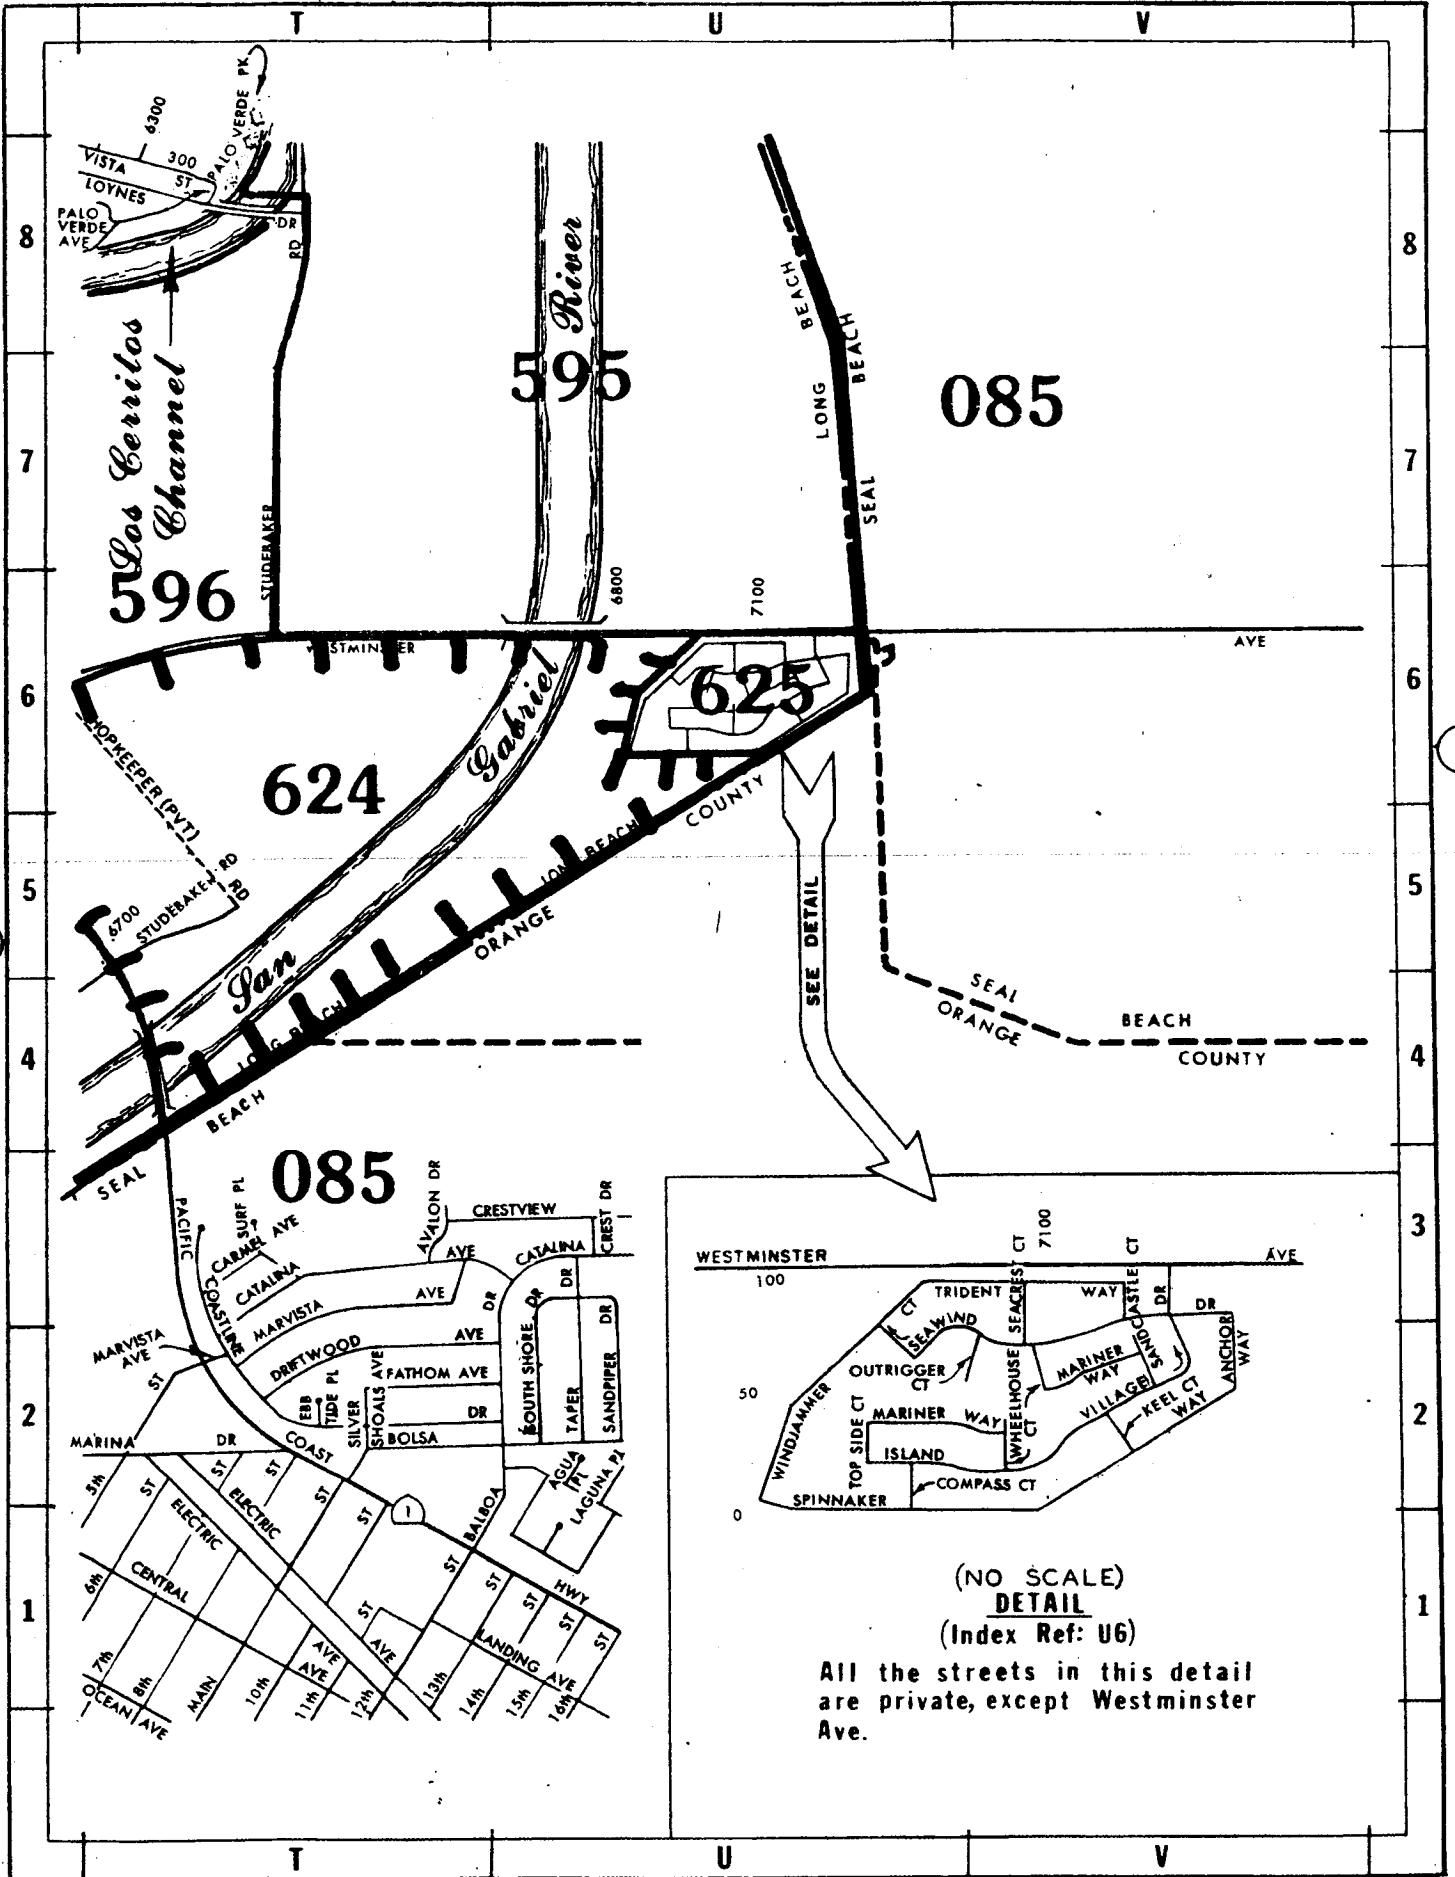 T
U
V
8
6300
PALO VERDE PK
VISTA
300
ST
LOYNES
PALO
VERDE
AVE
DR
RD
Los Cerritos
Channel
River
595
BEACH
LONG
BEACH
SEAL
085
8
7
7
STUDEBAKER
596
6800
7100
AVE
6
625
6
Gabriel
624
COUNTY
LONG BEACH
ORANGE
5
STUDEBAKER RD
RD
6700
SEE DETAIL
5
San
LONG BEACH
SEAL
ORANGE
BEACH
COUNTY
4
4
BEACH
SEAL
085
PACIFIC
SURF PL
CARMEL AVE
AVALON DR
CRESTVIEW
CREST DR
CATALINA
AVE
CATALINA
COASTLINE
MARVISTA
AVE
DR
DR
DR
MARVISTA
AVE
DRIFTWOOD
AVE
FATHOM AVE
SOUTH SHORE
TAPER
SANDPIPER
ST
EBB
TIDE PL
SILVER
SHOALS AVE
DR
BOLSA
2
MARINA
DR
COAST
5th
ST
ELECTRIC
ST
ELECTRIC
ST
ST
ST
1
BALBOA
AGUA
PL
LAGUNA PL
6th
CENTRAL
ST
ST
ST
ST
ST
HWY
1
7th
OCEAN AVE
8th
MAIN
10th
11th
AVE
AVE
12th
ST
AVE
13th
LANDING AVE
14th
15th
16th
3
7100
WESTMINSTER
AVE
100
TRIDENT
WAY
SEACREST CT
CASTLE CT
DR
DR
CT
SEAWIND
OUTRIGGER
CT
50
WINDJAMMER
MARINER
WAY
SAND
ANCHOR
WAY
VILLAGE
KEEL CT
WAY
2
TOP SIDE CT
MARINER WAY
WHEELHOUSE
CT
ISLAND
COMPASS CT
SPINNAKER
0
(NO SCALE)
DETAIL
(Index Ref: U6)
All the streets in this detail
are private, except Westminster
Ave.
1
T
U
V